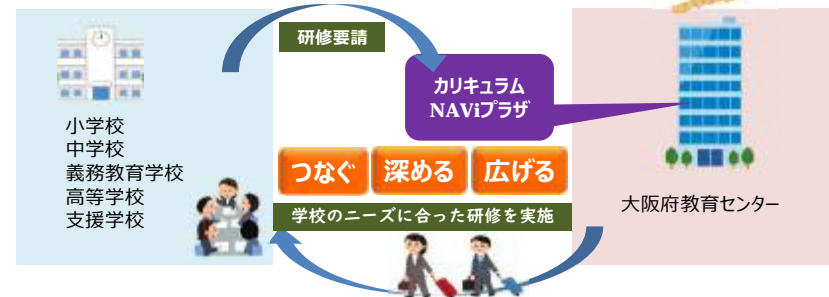 研修要請
カリキュラム
NAViプラザ
小学校
中学校
義務教育学校
高等学校
支援学校
つなぐ
深める
広げる
学校のニーズに合った研修を実施
大阪府教育センター